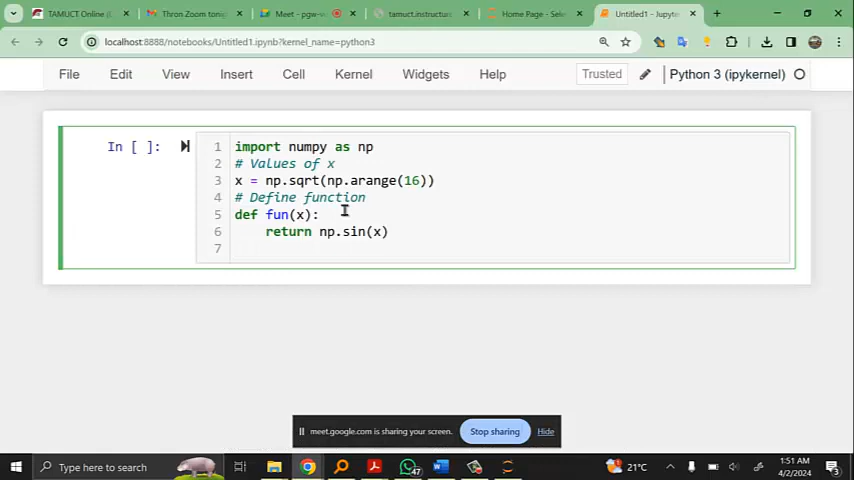 TAMUCT Online (
Thron Zoom toni
Meet - pgw-w
tamuct.instructure
Home Page - Sele
Untitled1 - Jupyte
localhost:8888/notebooks/Untitled1.ipynb?kernel_name=python3
File Edit View Insert Cell Kernel Widgets Help Trusted Python 3 (ipykernel)
In [ ]:
1 import numpy as np
2 # Values of x
3 x = np.sqrt(np.arange(16))
4 # Define function
5 def fun(x):
6 return np.sin(x)
7
meet.google.com is sharing your screen. Stop sharing Hide
Type here to search
47
21°C
1:51 AM
4/2/2024
3